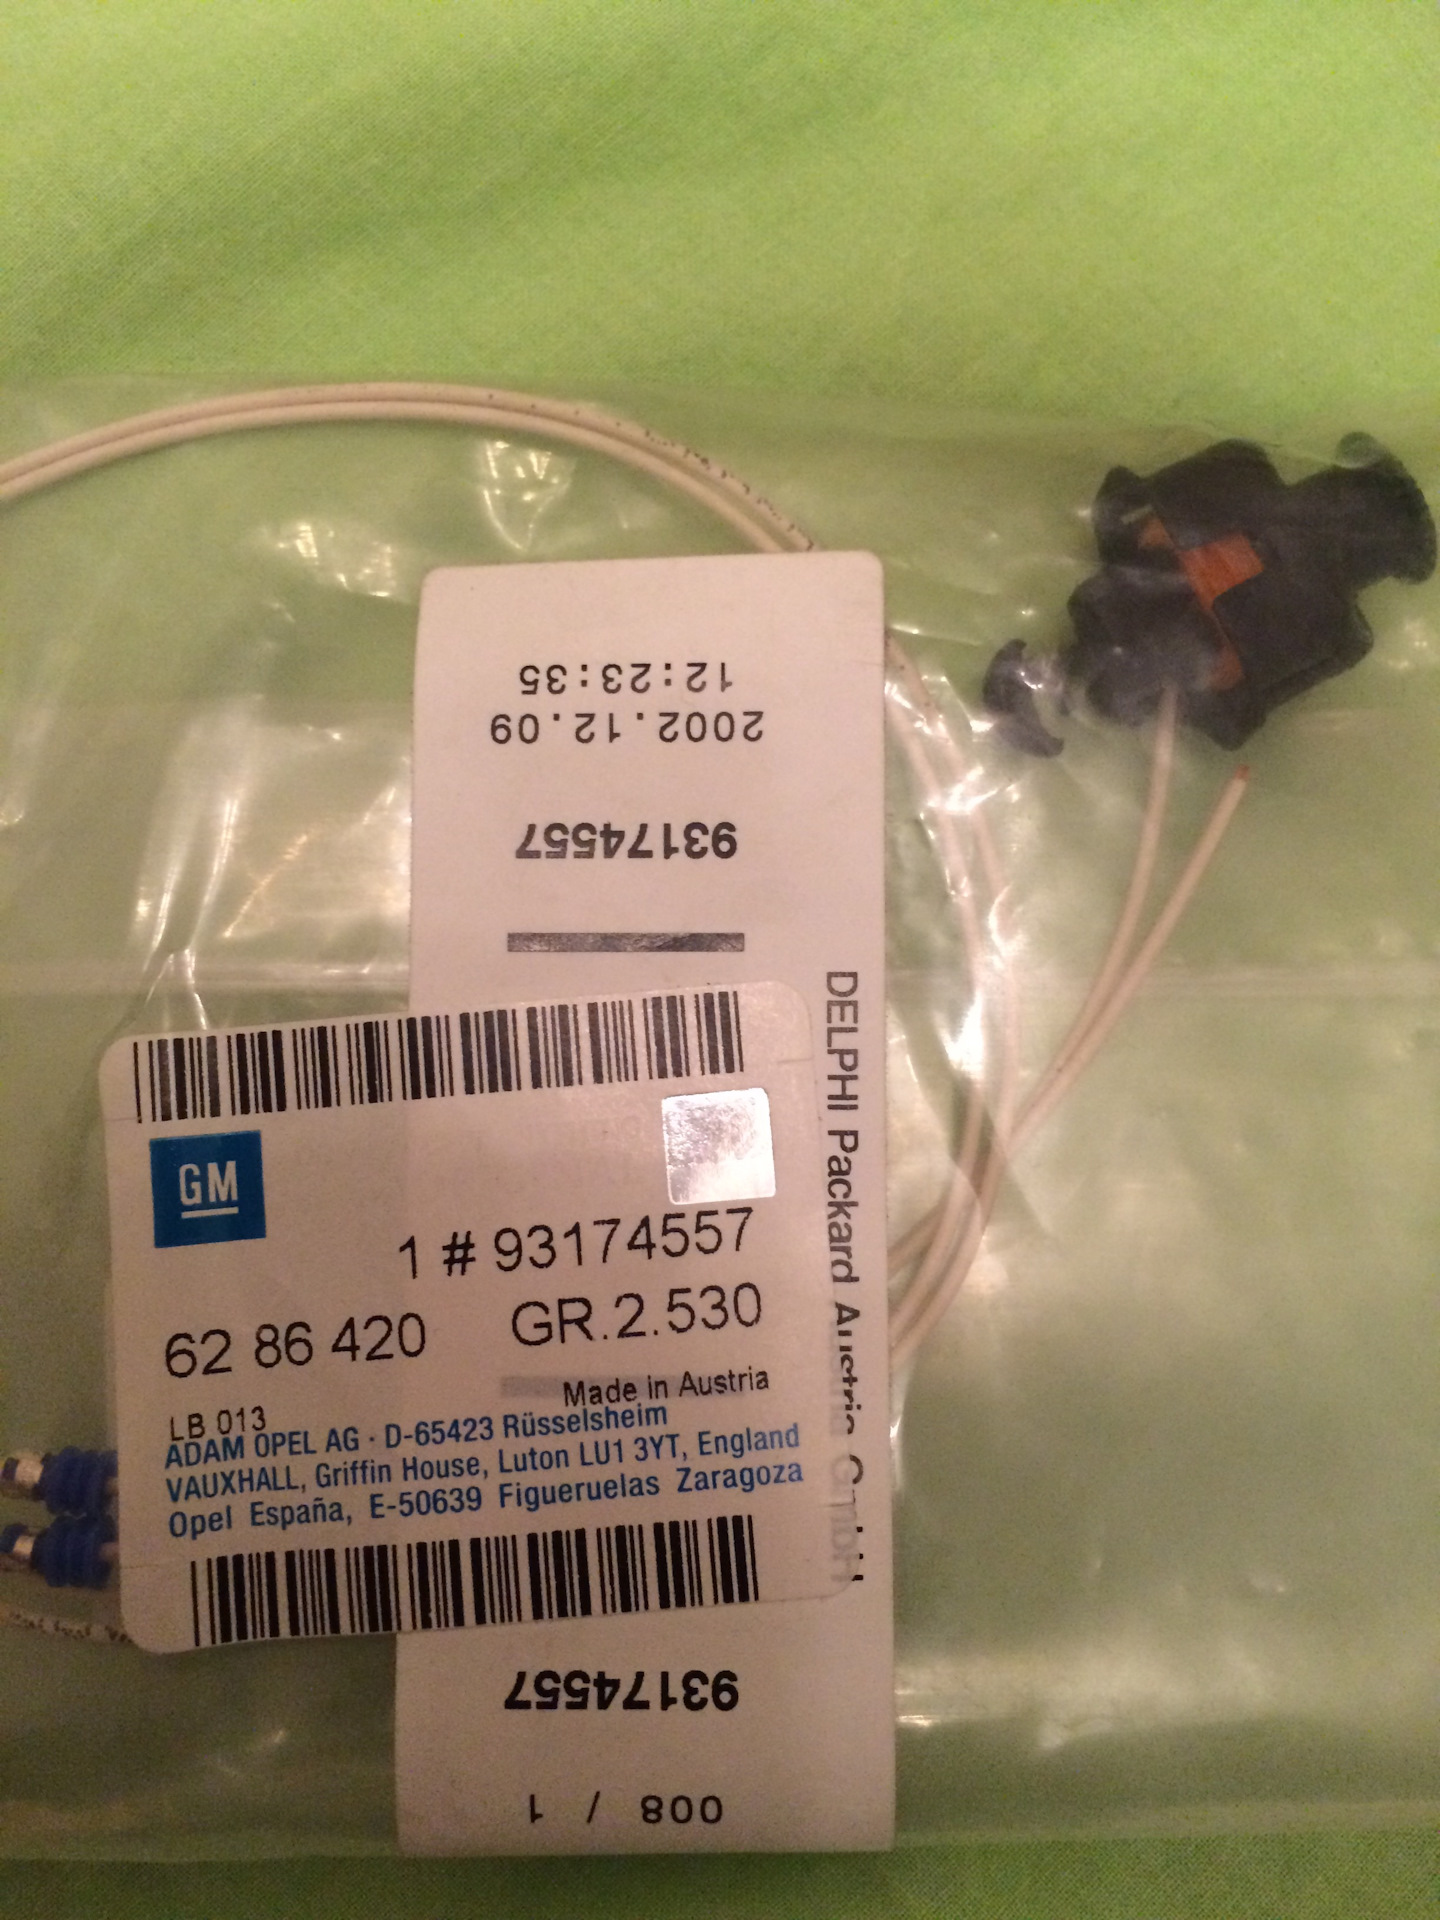 12:23:35
2002.12.09
93174557
DELPHI Packard Austria GmbH
GM
1 # 93174557
62 86 420 GR.2.530
Made in Austria
LB 013
ADAM OPEL AG · D-65423 Rüsselsheim
VAUXHALL, Griffin House, Luton LU1 3YT, England
Opel España, E-50639 Figueruelas Zaragoza
93174557
008 / 1